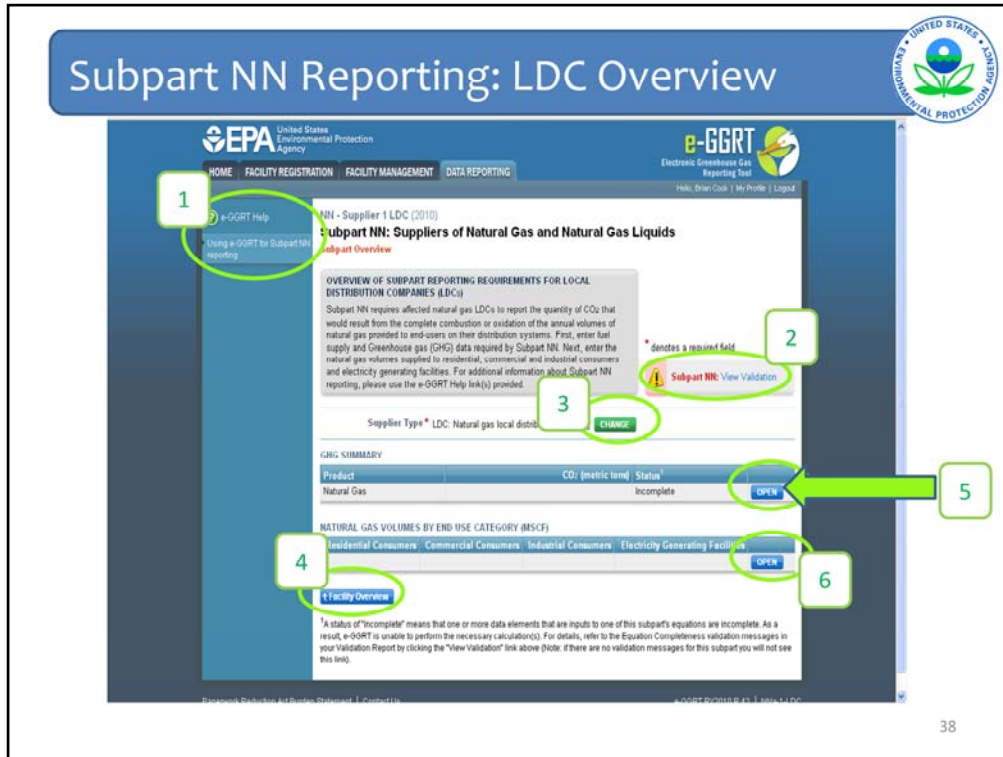 Subpart NN Reporting: LDC Overview
UNITED STATES
ENVIRONMENTAL PROTECTION AGENCY
EPA United States
Environmental Protection
Agency
e-GGRT
Electronic Greenhouse Gas
Reporting Tool
HOME FACILITY REGISTRATION FACILITY MANAGEMENT DATA REPORTING
Hello, Brian Cook | My Profile | Logout
1
e-GGRT Help
Using e-GGRT for Subpart NN
reporting
NN - Supplier 1 LDC (2010)
Subpart NN: Suppliers of Natural Gas and Natural Gas Liquids
Subpart Overview
OVERVIEW OF SUBPART REPORTING REQUIREMENTS FOR LOCAL
DISTRIBUTION COMPANIES (LDCs)
Subpart NN requires affected natural gas LDCs to report the quantity of CO2 that
would result from the complete combustion or oxidation of the annual volumes of
natural gas provided to end-users on their distribution systems. First, enter fuel
supply and Greenhouse gas (GHG) data required by Subpart NN. Next, enter the
natural gas volumes supplied to residential, commercial and industrial consumers
and electricity generating facilities. For additional information about Subpart NN
reporting, please use the e-GGRT Help link(s) provided.
* denotes a required field
2
Subpart NN: View Validation
3
Supplier Type * LDC: Natural gas local distrib CHANGE
GHG SUMMARY
Product CO2 (metric tons) Status1
Natural Gas Incomplete OPEN
5
NATURAL GAS VOLUMES BY END USE CATEGORY (MSCF)
Residential Consumers Commercial Consumers Industrial Consumers Electricity Generating Facilities
OPEN
4
6
t Facility Overview
1A status of "Incomplete" means that one or more data elements that are inputs to one of this subpart's equations are incomplete. As a
result, e-GGRT is unable to perform the necessary calculation(s). For details, refer to the Equation Completeness validation messages in
your Validation Report by clicking the "View Validation" link above (Note: if there are no validation messages for this subpart you will not see
this link).
Paperwork Reduction Act Burden Statement | Contact Us
e-GGRT RY2010.R.42 | NNa-1-LDC
38